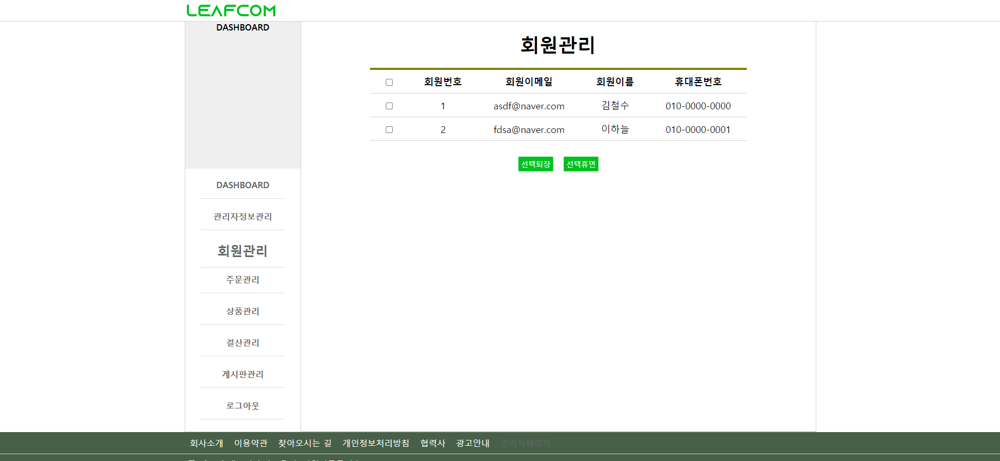 LEAFCOM
DASHBOARD
DASHBOARD
관리자정보관리
회원관리
주문관리
상품관리
결산관리
게시판관리
로그아웃
회원관리
회원번호 회원이메일 회원이름 휴대폰번호
1 asdf@naver.com 김철수 010-0000-0000
2 fdsa@naver.com 이하늘 010-0000-0001
선택퇴장 선택휴면
회사소개 이용약관 찾아오시는 길 개인정보처리방침 협력사 광고안내 관리자페이지